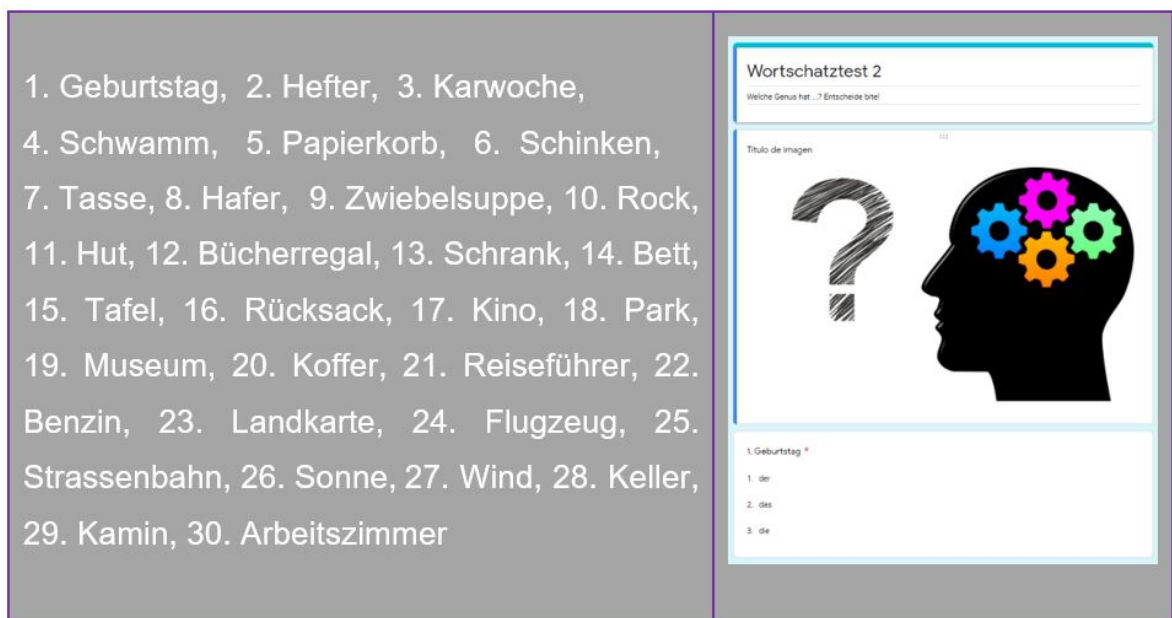 1. Geburtstag, 2. Hefter, 3. Karwoche,
4. Schwamm, 5. Papierkorb, 6. Schinken,
7. Tasse, 8. Hafer, 9. Zwiebelsuppe, 10. Rock,
11. Hut, 12. Bücherregal, 13. Schrank, 14. Bett,
15. Tafel, 16. Rücksack, 17. Kino, 18. Park,
19. Museum, 20. Koffer, 21. Reiseführer, 22.
Benzin, 23. Landkarte, 24. Flugzeug, 25.
Strassenbahn, 26. Sonne, 27. Wind, 28. Keller,
29. Kamin, 30. Arbeitszimmer
Wortschatztest 2
Welche Genus hat ...? Entscheide bite!
Título de imagen
?
1. Geburtstag *
1. der
2. des
3. die